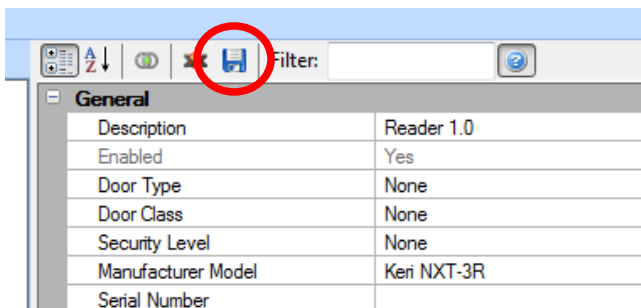 A Z Filter: ?
General
Description Reader 1.0
Enabled Yes
Door Type None
Door Class None
Security Level None
Manufacturer Model Keri NXT-3R
Serial Number